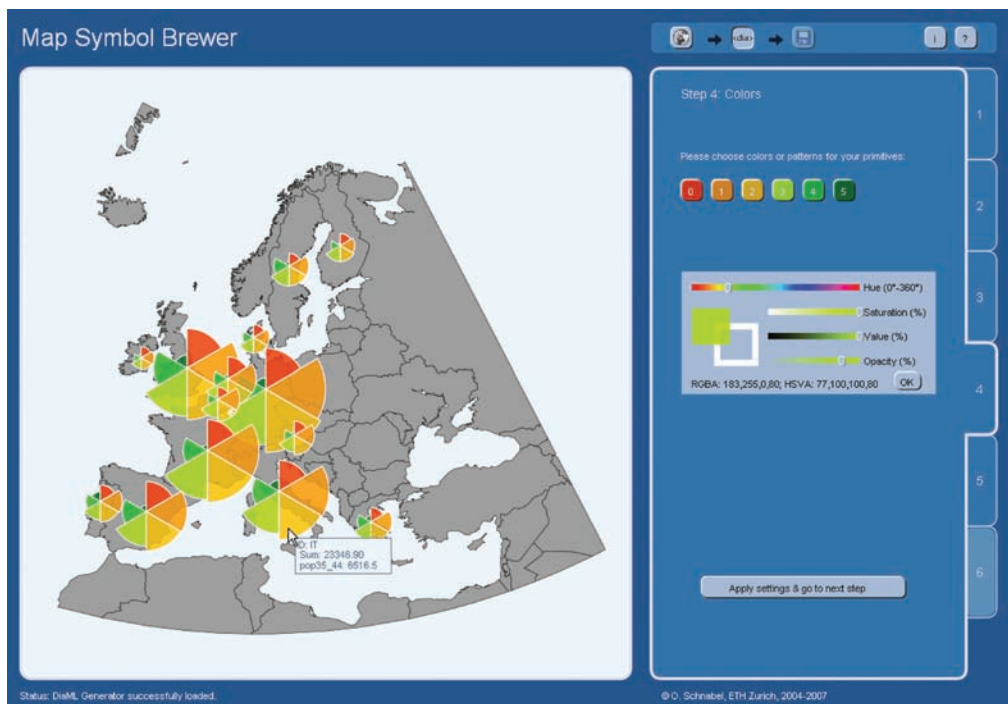 Map Symbol Brewer
<dia>
i
?
Step 4: Colors
Please choose colors or patterns for your primitives:
0
1
2
3
4
5
Hue (0°-360°)
Saturation (%)
Value (%)
Opacity (%)
RGBA: 183,255,0,80; HSVA: 77,100,100,80
OK
Apply settings & go to next step
1
2
3
4
5
6
ID: IT
Sum: 23348.90
pop35_44: 6516.5
Status: DiaML Generator successfully loaded.
© O. Schnabel, ETH Zurich, 2004-2007